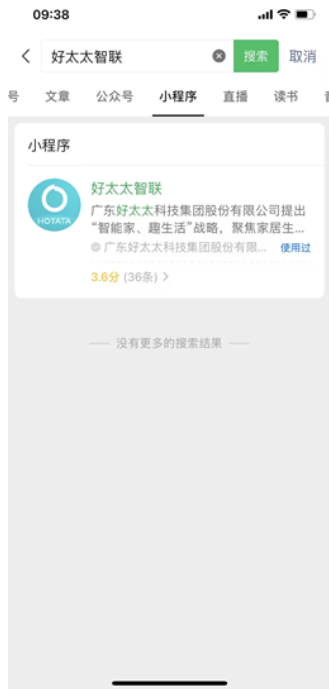 09:38
好太太智联
搜索
取消
号 文章 公众号 小程序 直播 读书
小程序
好太太智联
HOTATA
广东好太太科技集团股份有限公司提出
“智能家、趣生活”战略，聚焦家居生...
广东好太太科技集团股份有限... 使用过
3.6分 (36条)
没有更多的搜索结果